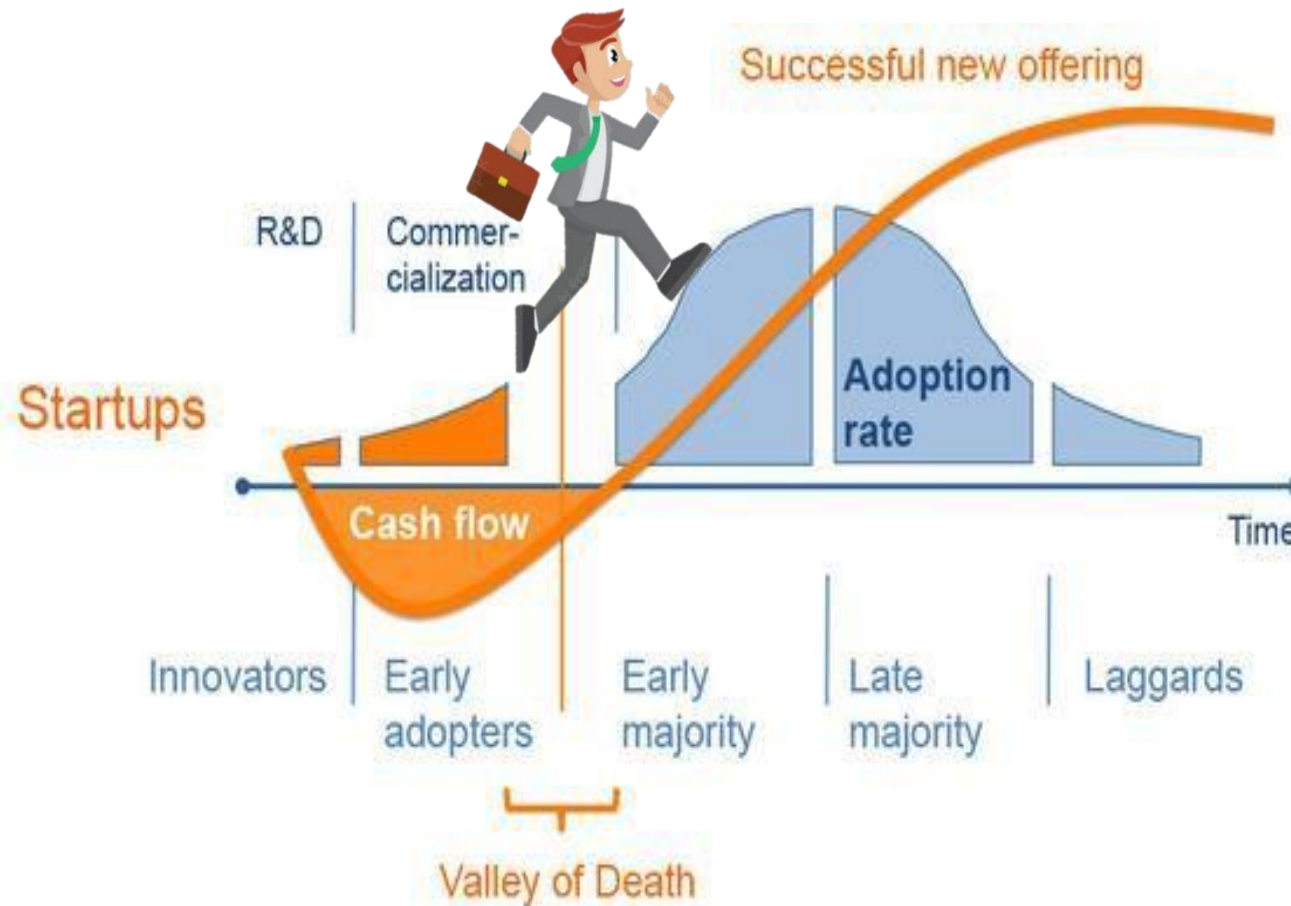 Successful new offering
R&D
Commer-
cialization
Startups
Adoption
rate
Cash flow
Time
Innovators
Early
adopters
Early
majority
Late
majority
Laggards
Valley of Death